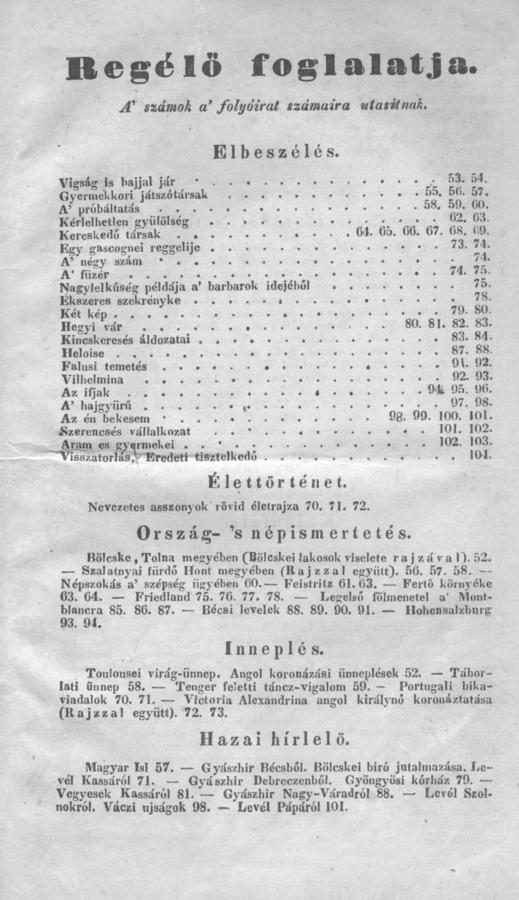 Regélő foglalatja.
A' számok a' folyóirat számaira utasítnak.
Elbeszélés.
Vigság is bajjal jár . . . . . . . . . . . . . . . . 53. 54.
Gyermekkori játszótársak . . . . . . . . . . . . . . 55. 56. 57.
A' próbáltatás . . . . . . . . . . . . . . . . . . 58. 59. 60.
Kérlelhetlen gyülölség . . . . . . . . . . . . . . . 62. 63.
Kereskedő társak . . . . . . . . . . . 64. 65. 66. 67. 68. 69.
Egy gascognei reggelije . . . . . . . . . . . . . . . 73. 74.
A' négy szám . . . . . . . . . . . . . . . . . . . 74.
A' füzér . . . . . . . . . . . . . . . . . . . . 74. 75.
Nagylelkűség példája a' barbarok idejéből . . . . . . . . . 75.
Ékszeres szekrényke . . . . . . . . . . . . . . . . 78.
Két kép . . . . . . . . . . . . . . . . . . . . 79. 80.
Hegyi vár . . . . . . . . . . . . . . . 80. 81. 82. 83.
Kincskeresés áldozatai . . . . . . . . . . . . . . . 83. 84.
Heloise . . . . . . . . . . . . . . . . . . . . 87. 88.
Falusi temetés . . . . . . . . . . . . . . . . . . 91. 92.
Vilhelmina . . . . . . . . . . . . . . . . . . . 92. 93.
Az ifjak . . . . . . . . . . . . . . . . . . 94. 95. 96.
A' hajgyürü . . . . . . . . . . . . . . . . . . . 97. 98.
Az én bekesem . . . . . . . . . . . . . 98. 99. 100. 101.
Szerencsés vállalkozat . . . . . . . . . . . . . . . 101. 102.
Aram es gyermekei . . . . . . . . . . . . . . . . . 102. 103.
Visszatorlás. Eredeti tisztelkedő . . . . . . . . . . . . 104.
Élettörténet.
Nevezetes asszonyok rövid életrajza 70. 71. 72.
Ország- 's népismertetés.
Bölcske, Tolna megyében (Bölcskei lakosok viselete rajzával). 52.
— Szalatnyai fürdő Hont megyében (Rajzzal együtt). 56. 57. 58. —
Népszokás a' szépség ügyében 60. — Feistritz 61. 63. — Fertő környéke
63. 64. — Friedland 75. 76. 77. 78. — Legelső fölmenetel a' Mont-
blancra 85. 86. 87. — Bécsi levelek 88. 89. 90. 91. — Hohensalzburg
93. 94.
Inneplés.
Toulousei virág-ünnep. Angol koronázási ünneplések 52. — Tábor-
lati ünnep 58. — Tenger feletti táncz-vigalom 59. — Portugali bika-
viadalok 70. 71. — Victoria Alexandrina angol királynő koronáztatása
(Rajzzal együtt). 72. 73.
Hazai hírlelő.
Magyar Isl 57. — Gyászhir Bécsből. Bölcskei biró jutalmazása. Le-
vél Kassáról 71. — Gyászhir Debreczenből. Gyöngyösi kórház 79. —
Vegyesek Kassáról 81. — Gyászhir Nagy-Váradról 88. — Levél Szol-
nokról. Váczi ujságok 98. — Levél Pápáról 101.